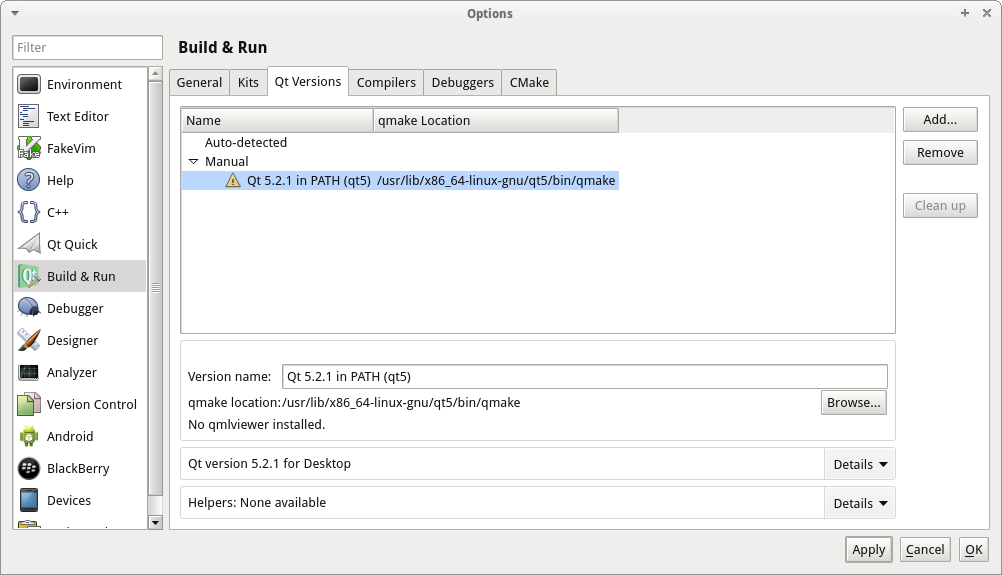 Options
Filter
Build & Run
Environment
Text Editor
FakeVim
Help
C++
Qt Quick
Build & Run
Debugger
Designer
Analyzer
Version Control
Android
BlackBerry
Devices
General Kits Qt Versions Compilers Debuggers CMake
Name qmake Location
Auto-detected
Manual
Qt 5.2.1 in PATH (qt5) /usr/lib/x86_64-linux-gnu/qt5/bin/qmake
Add...
Remove
Clean up
Version name: Qt 5.2.1 in PATH (qt5)
qmake location: /usr/lib/x86_64-linux-gnu/qt5/bin/qmake Browse...
No qmlviewer installed.
Qt version 5.2.1 for Desktop Details
Helpers: None available Details
Apply Cancel OK